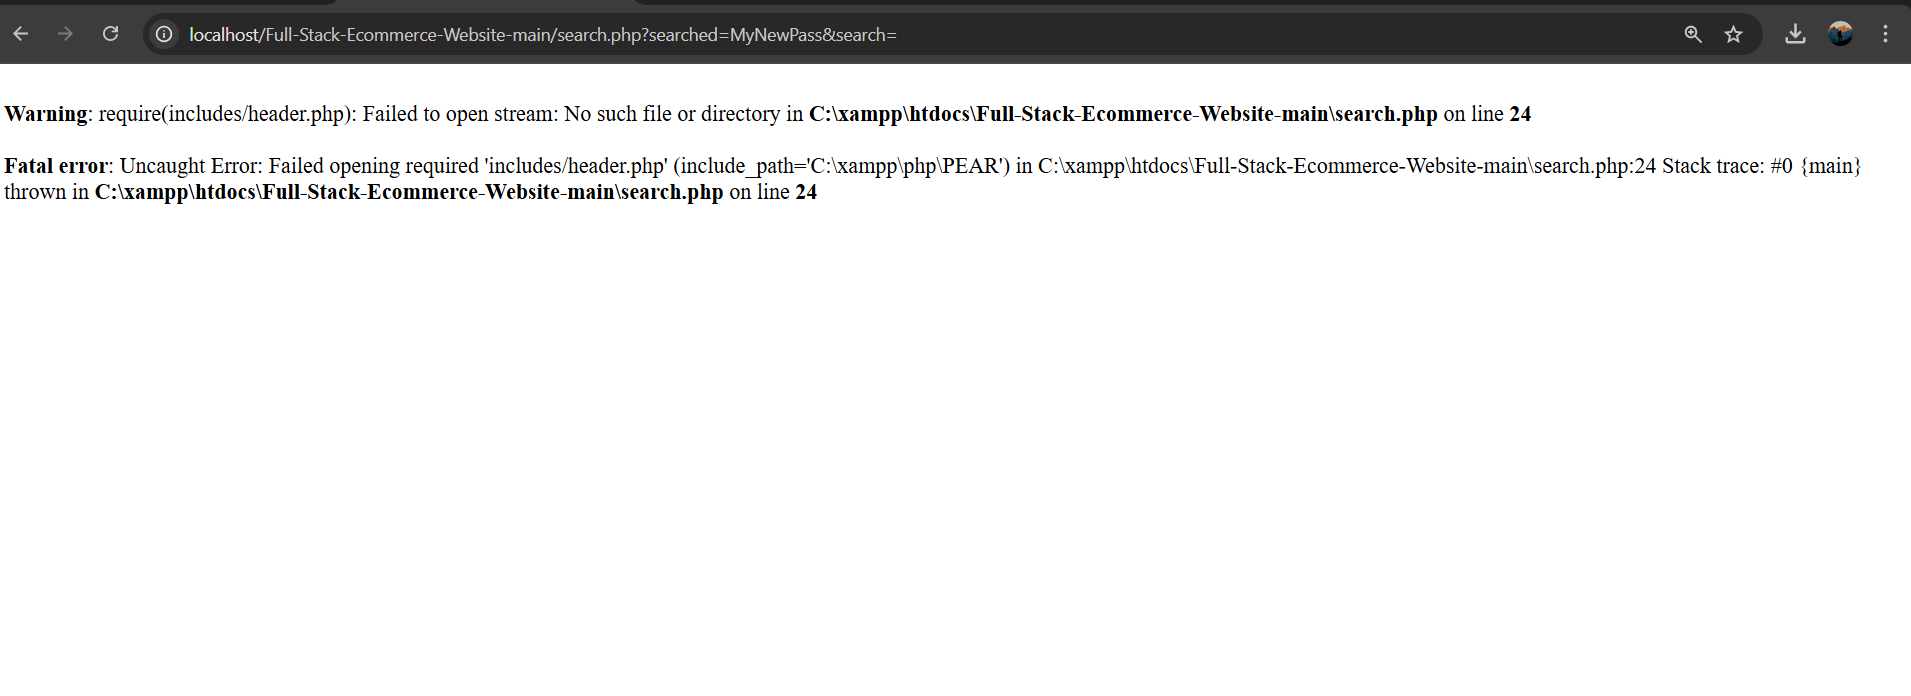 localhost/Full-Stack-Ecommerce-Website-main/search.php?searched=MyNewPass&search=
Warning: require(includes/header.php): Failed to open stream: No such file or directory in C:\xampp\htdocs\Full-Stack-Ecommerce-Website-main\search.php on line 24
Fatal error: Uncaught Error: Failed opening required 'includes/header.php' (include_path='C:\xampp\php\PEAR') in C:\xampp\htdocs\Full-Stack-Ecommerce-Website-main\search.php:24 Stack trace: #0 {main}
thrown in C:\xampp\htdocs\Full-Stack-Ecommerce-Website-main\search.php on line 24